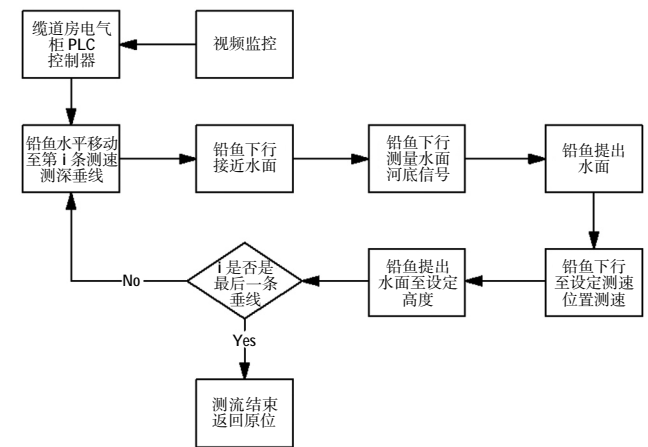 缆道房电气
柜 PLC
控制器
视频监控
铅鱼水平移动
至第 i 条测速
测深垂线
铅鱼下行
接近水面
铅鱼下行
测量水面
河底信号
铅鱼提出
水面
铅鱼下行
至设定测速
位置测速
铅鱼提出
水面至设定
高度
i 是否是
最后一条
垂线
No
Yes
测流结束
返回原位